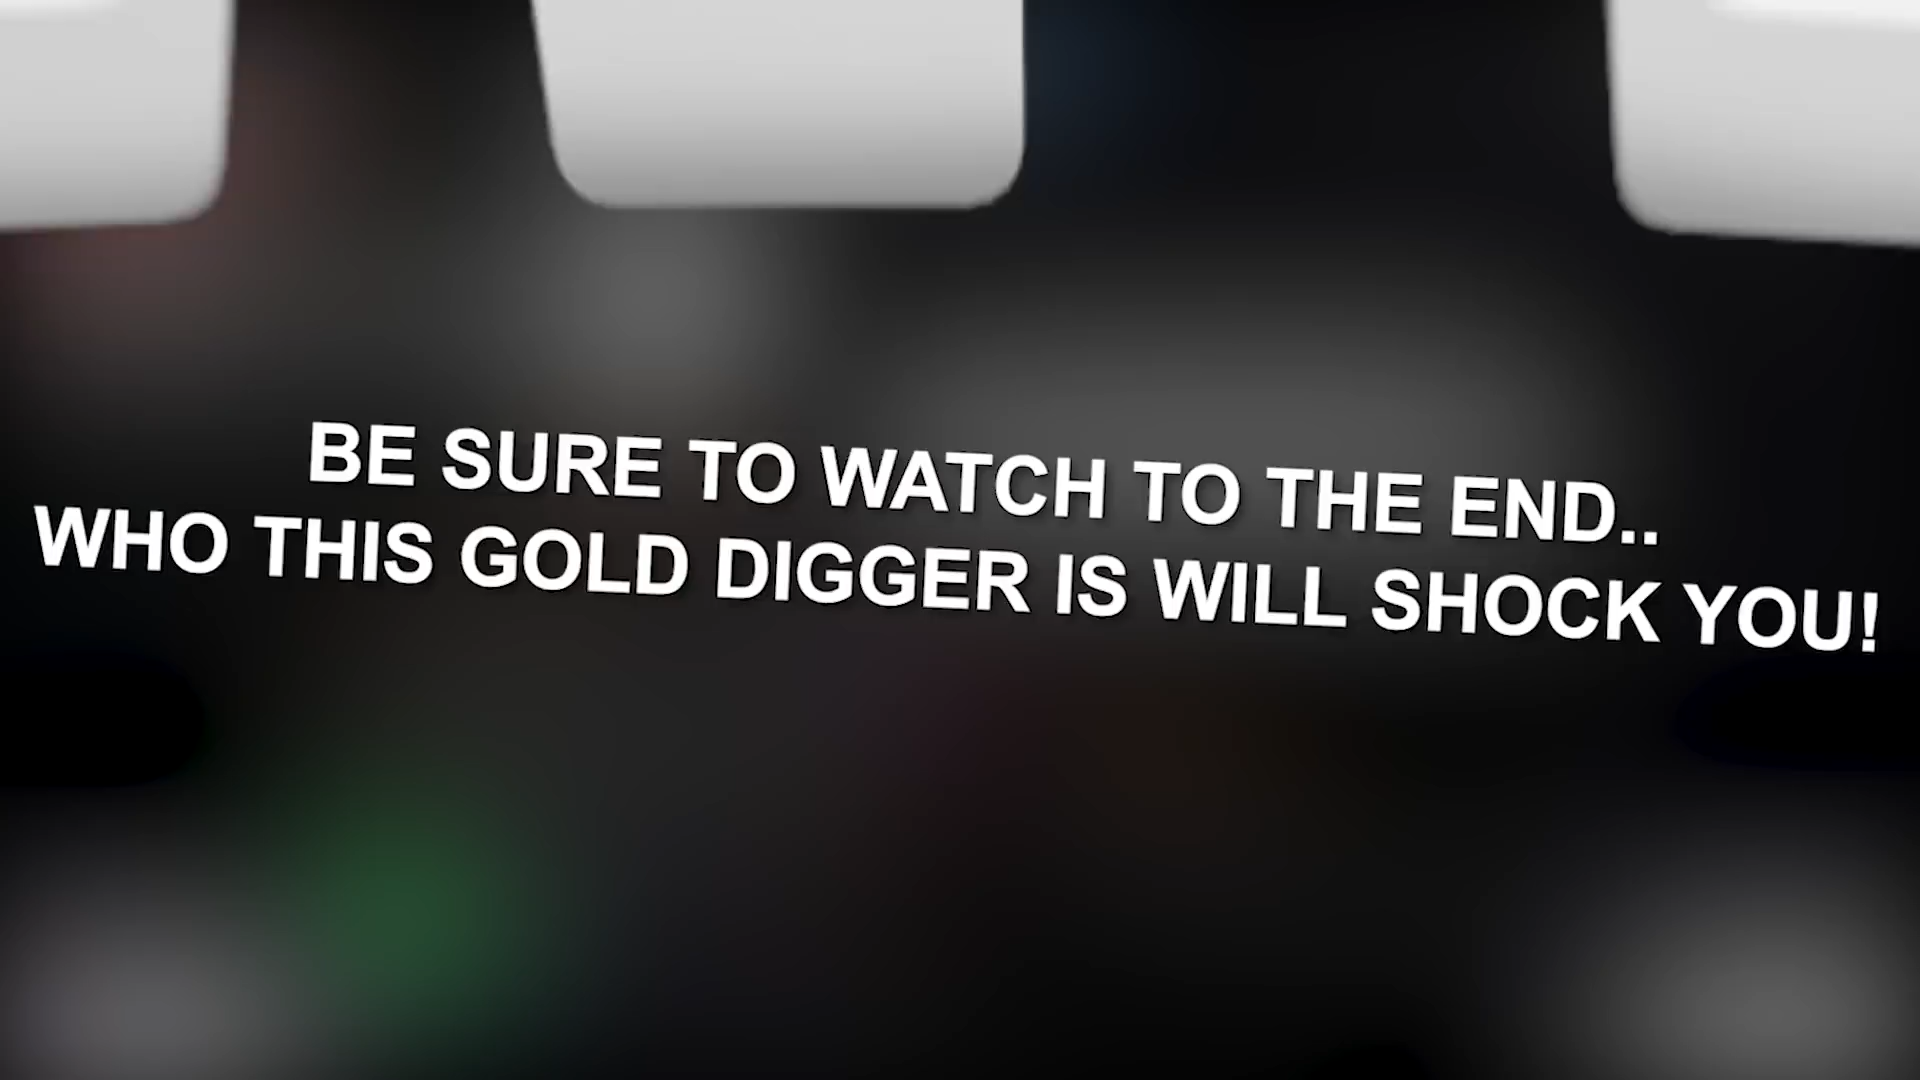 BE SURE TO WATCH TO THE END..
WHO THIS GOLD DIGGER IS WILL SHOCK YOU!